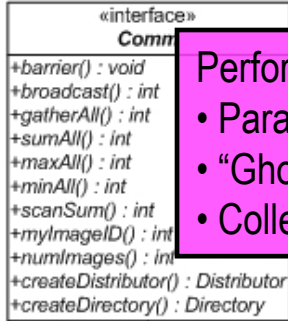 «interface»
Comm
+barrier() : void
+broadcast() : int
+gatherAll() : int
+sumAll() : int
+maxAll() : int
+minAll() : int
+scanSum() : int
+myImageID() : int
+numImages() : int
+createDistributor() : Distributor
+createDirectory() : Directory
Perfor
• Para
• “Gho
• Colle